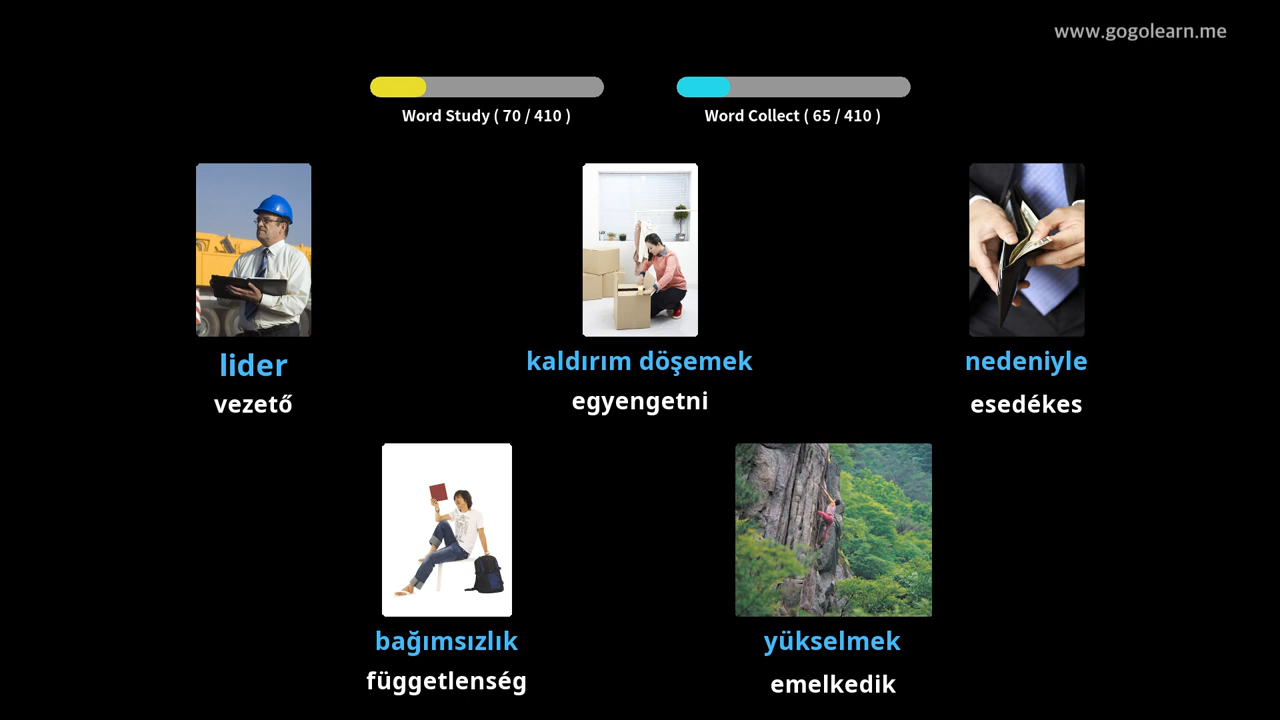 www.gogolearn.me
Word Study ( 70 / 410 )
Word Collect ( 65 / 410 )
lider
vezető
kaldırım döşemek
egyengetni
nedeniyle
esedékes
bağımsızlık
függetlenség
yükselmek
emelkedik